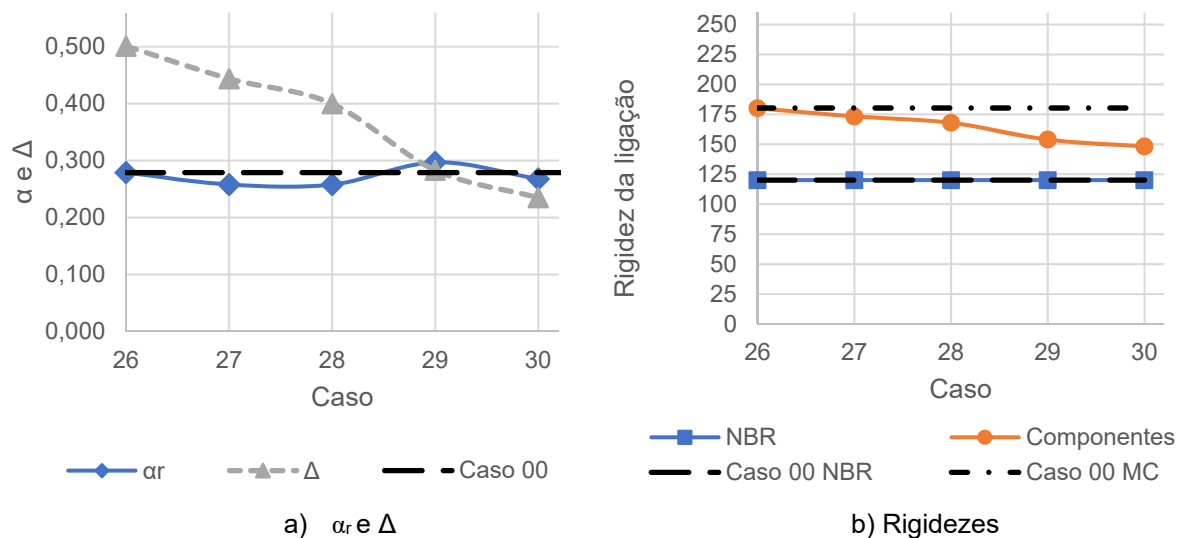 α e Δ
0,500
0,400
0,300
0,200
0,100
0,000
26 27 28 29 30
Caso
αr Δ Caso 00
a) αr e Δ
Rigidez da ligação
250
225
200
175
150
125
100
75
50
25
0
26 27 28 29 30
Caso
NBR Componentes
Caso 00 NBR Caso 00 MC
b) Rigidezes